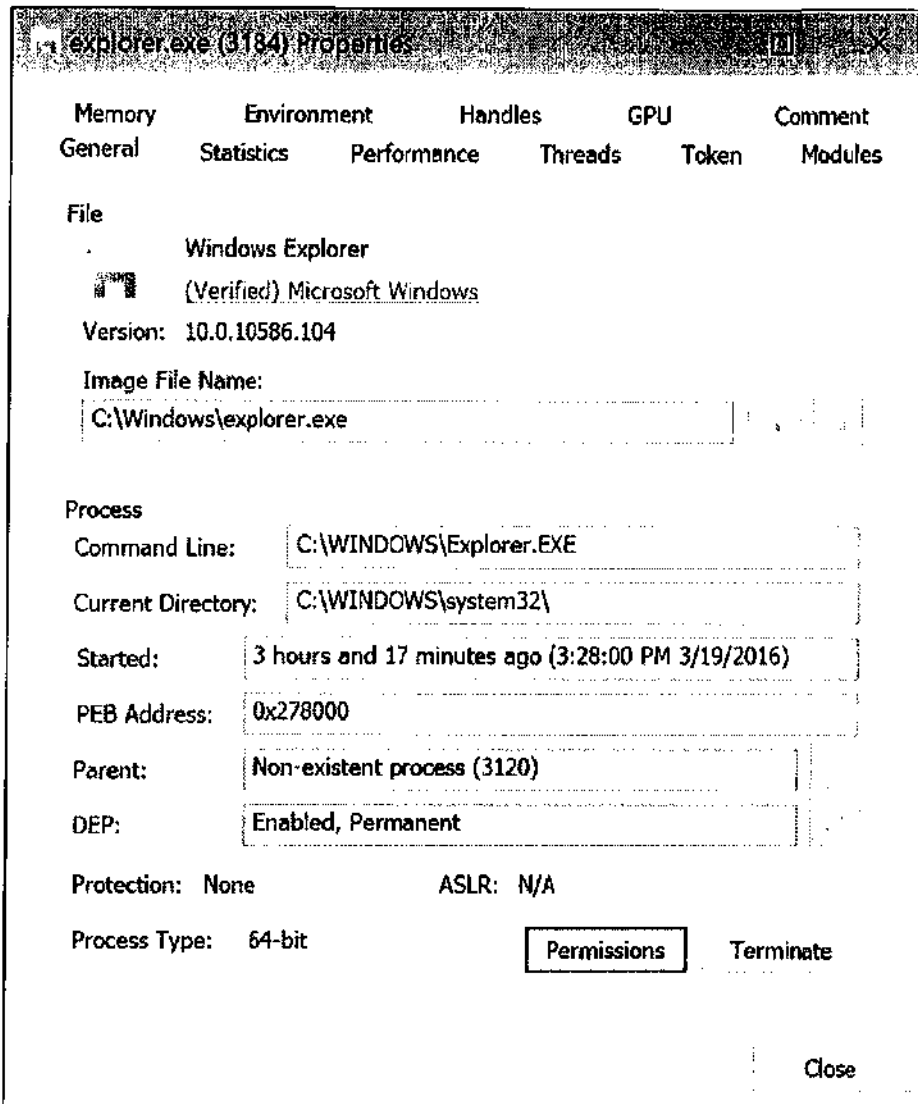 explorer.exe (3184) Properties
Memory Environment Handles GPU Comment
General Statistics Performance Threads Token Modules
File
Windows Explorer
(Verified) Microsoft Windows
Version: 10.0.10586.104
Image File Name:
C:\Windows\explorer.exe
Process
Command Line: C:\WINDOWS\Explorer.EXE
Current Directory: C:\WINDOWS\system32\
Started: 3 hours and 17 minutes ago (3:28:00 PM 3/19/2016)
PEB Address: 0x278000
Parent: Non-existent process (3120)
DEP: Enabled, Permanent
Protection: None ASLR: N/A
Process Type: 64-bit Permissions Terminate
Close